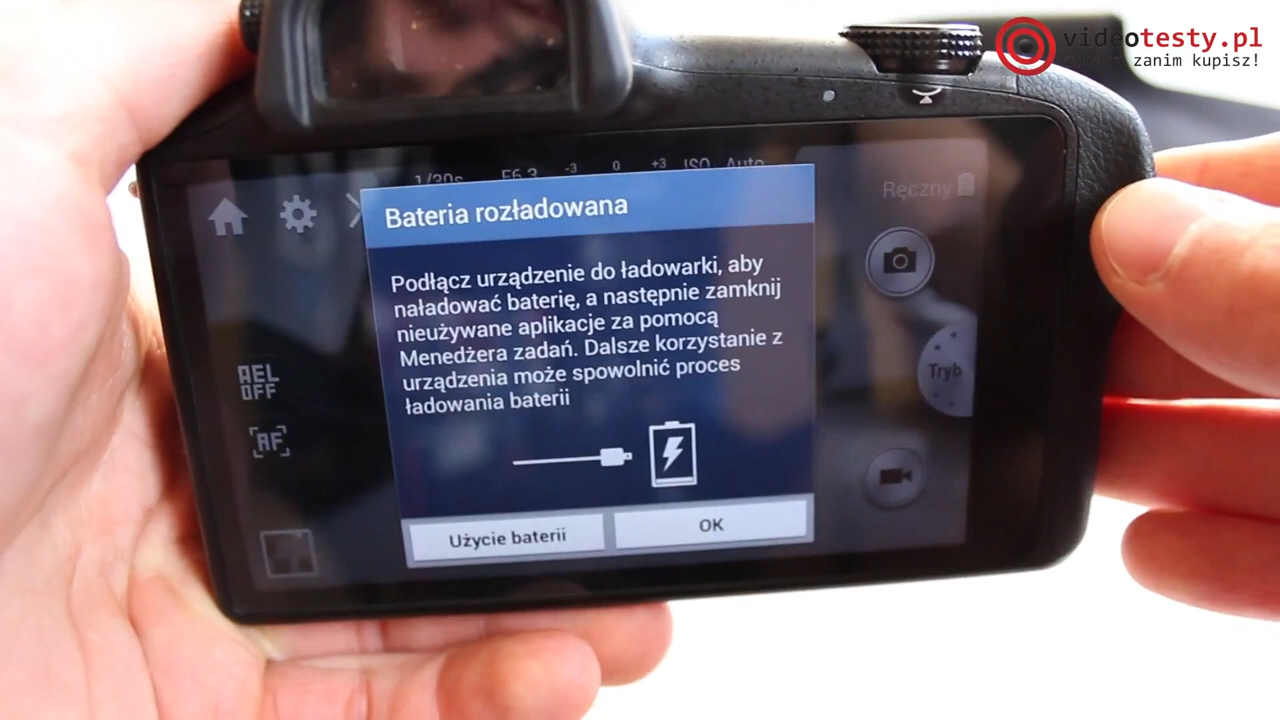 videotesty.pl
zanim kupisz!
1/30s F6.3 -3 0 +3 ISO Auto
Ręczny
Bateria rozładowana
Podłącz urządzenie do ładowarki, aby
naładować baterię, a następnie zamknij
nieużywane aplikacje za pomocą
Menedżera zadań. Dalsze korzystanie z
urządzenia może spowolnić proces
ładowania baterii
AEL
OFF
AF
Tryb
Użycie baterii
OK